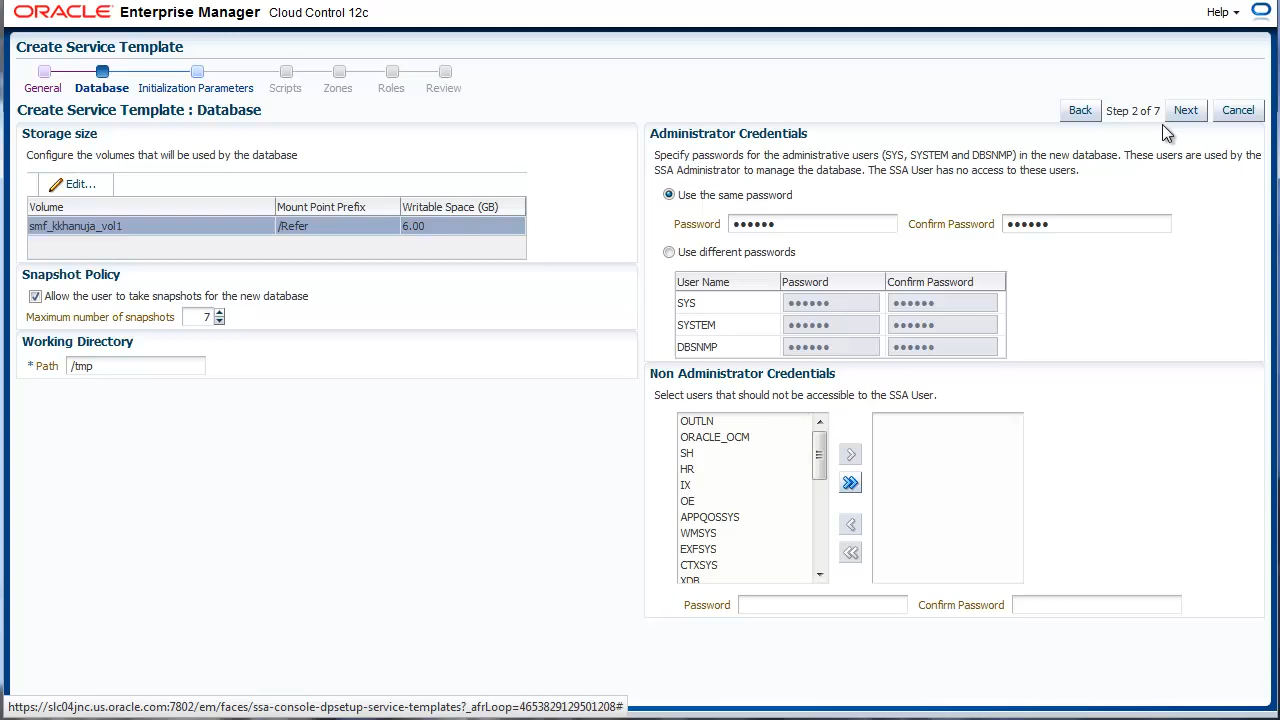 ORACLE Enterprise Manager Cloud Control 12c
Help
Create Service Template
General Database Initialization Parameters Scripts Zones Roles Review
Create Service Template : Database
Back Step 2 of 7 Next Cancel
Storage size
Configure the volumes that will be used by the database
Edit...
Volume Mount Point Prefix Writable Space (GB)
smf_kkhanuja_vol1 /Refer 6.00
Snapshot Policy
Allow the user to take snapshots for the new database
Maximum number of snapshots 7
Working Directory
* Path /tmp
Administrator Credentials
Specify passwords for the administrative users (SYS, SYSTEM and DBSNMP) in the new database. These users are used by the
SSA Administrator to manage the database. The SSA User has no access to these users.
Use the same password
Password •••••• Confirm Password ••••••
Use different passwords
User Name Password Confirm Password
SYS •••••• ••••••
SYSTEM •••••• ••••••
DBSNMP •••••• ••••••
Non Administrator Credentials
Select users that should not be accessible to the SSA User.
OUTLN
ORACLE_OCM
SH
HR
IX
OE
APPQOSSYS
WMSYS
EXFSYS
CTXSYS
XDB
Password Confirm Password
https://slc04jnc.us.oracle.com:7802/em/faces/ssa-console-dpsetup-service-templates?_afrLoop=4653829129501208#